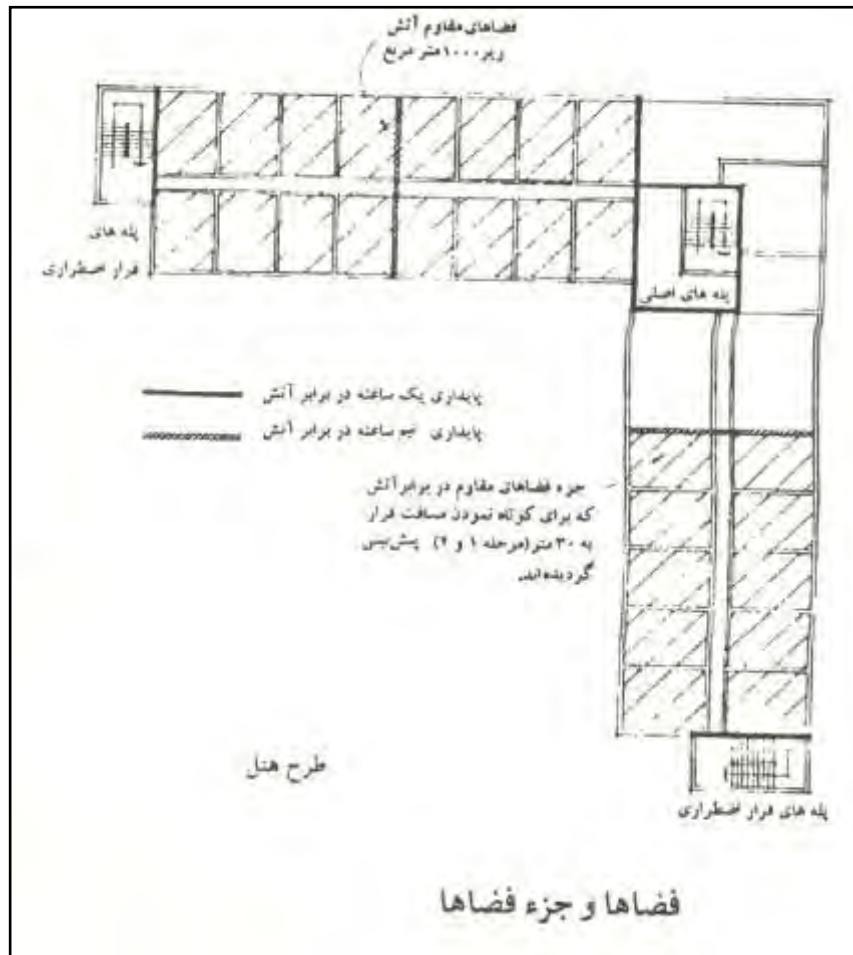 فضاهای مقاوم آتش
زیر ۱۰۰۰ متر مربع
پله های
فرار اضطراری
پله های اصلی
پایداری یک ساعته در برابر آتش
پایداری نیم ساعته در برابر آتش
جزء فضاهای مقاوم در برابر آتش
که برای کوتاه نمودن مسافت فرار
به ۳۰ متر (مرحله ۱ و ۲) پیش‌بینی
گردیده‌اند.
طرح هتل
پله های فرار اضطراری
فضاها و جزء فضاها